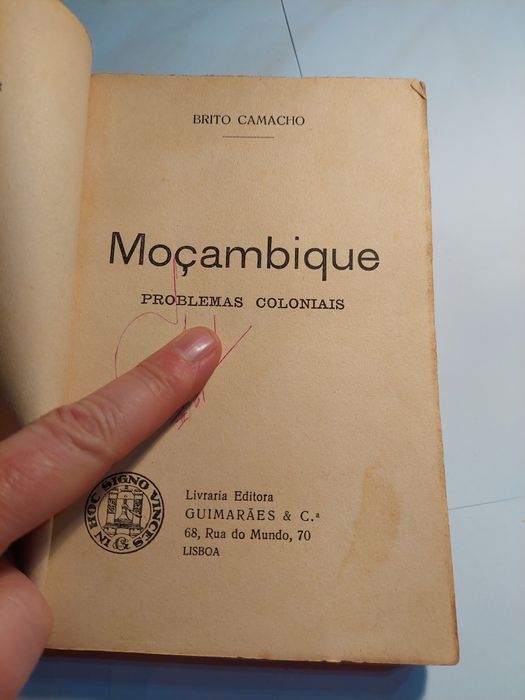 BRITO CAMACHO
Moçambique
PROBLEMAS COLONIAIS
IN HOC SIGNO VINCES
Livraria Editora
GUIMARÃES & C.ª
68, Rua do Mundo, 70
LISBOA